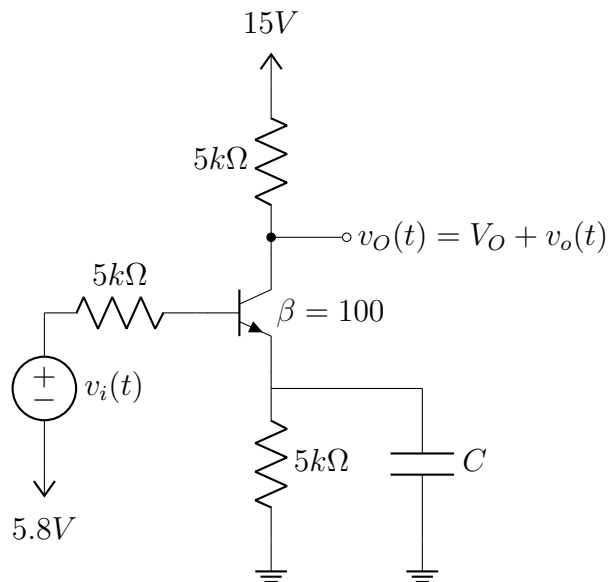 15V
5kΩ
v_O(t) = V_O + v_o(t)
5kΩ
β = 100
+
−
v_i(t)
5kΩ
C
5.8V